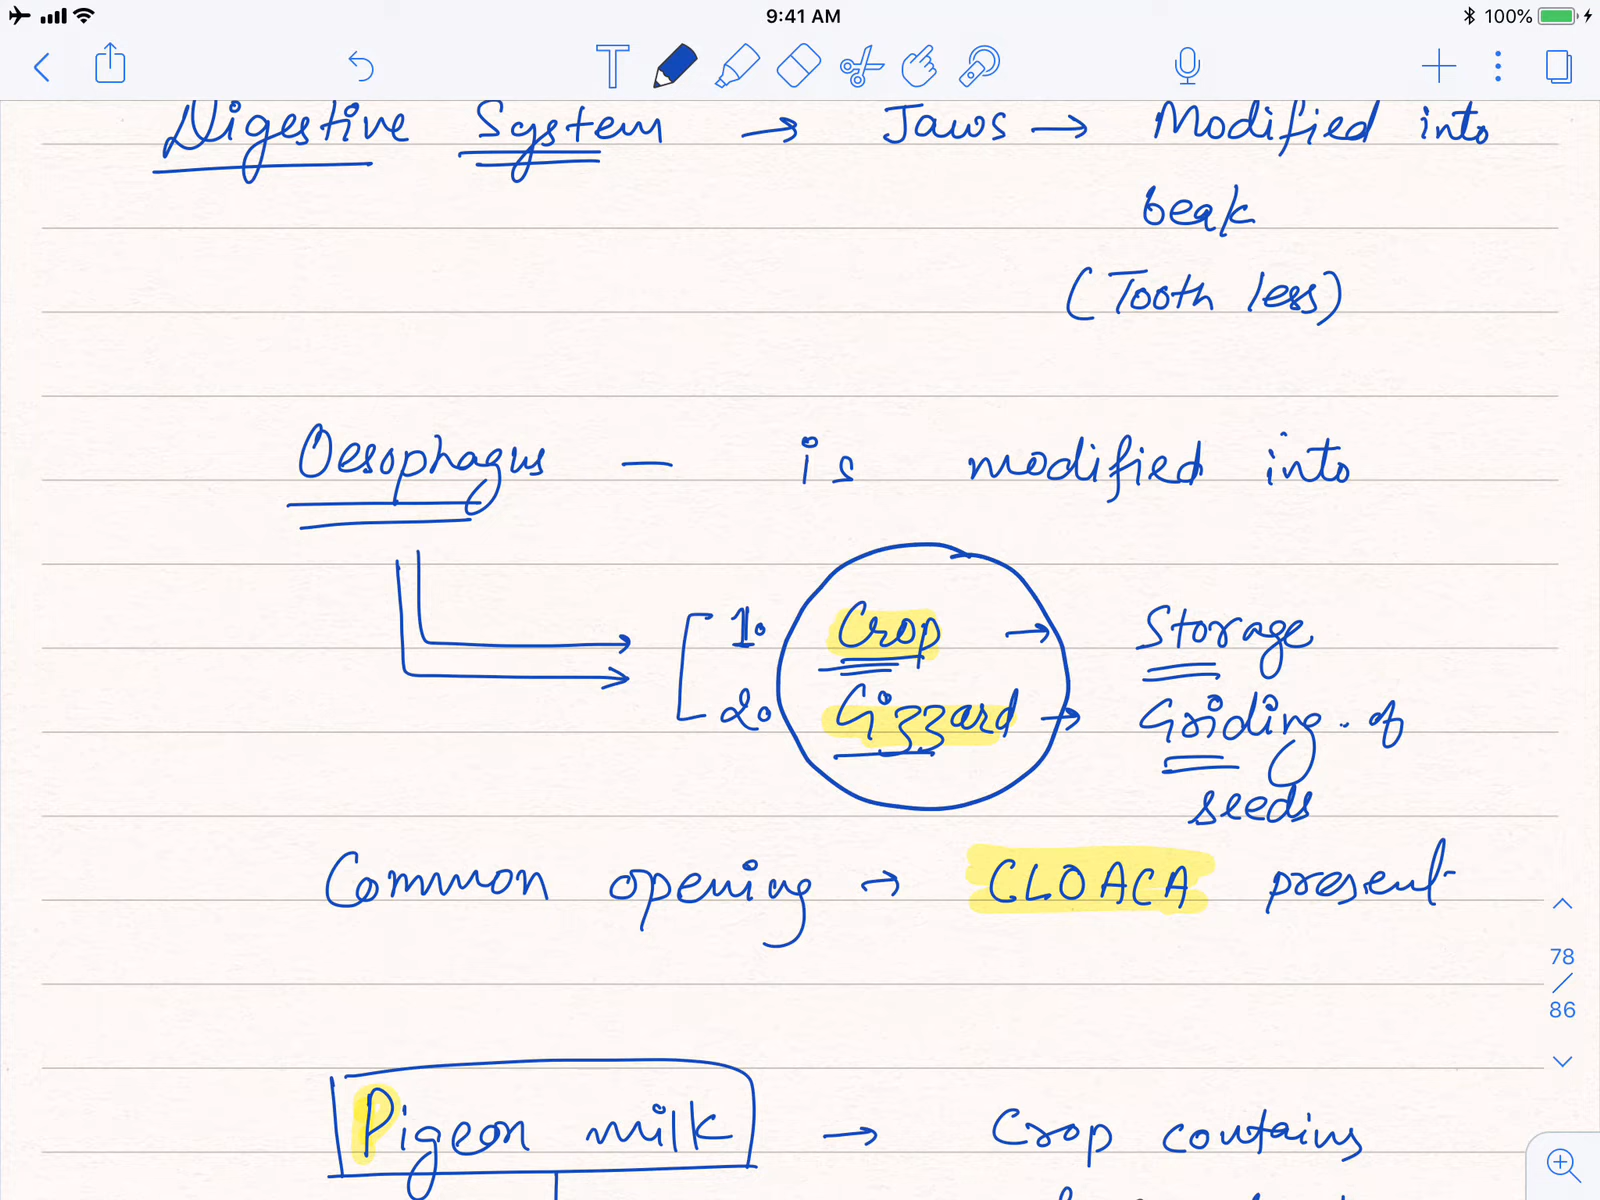 9:41 AM
100%
Digestive System → Jaws → Modified into
beak
(Tooth less)
Oesophagus — is modified into
1. Crop → Storage
2. Gizzard → Griding of
seeds
Common opening → CLOACA present
78
/
86
Pigeon milk → Crop contains